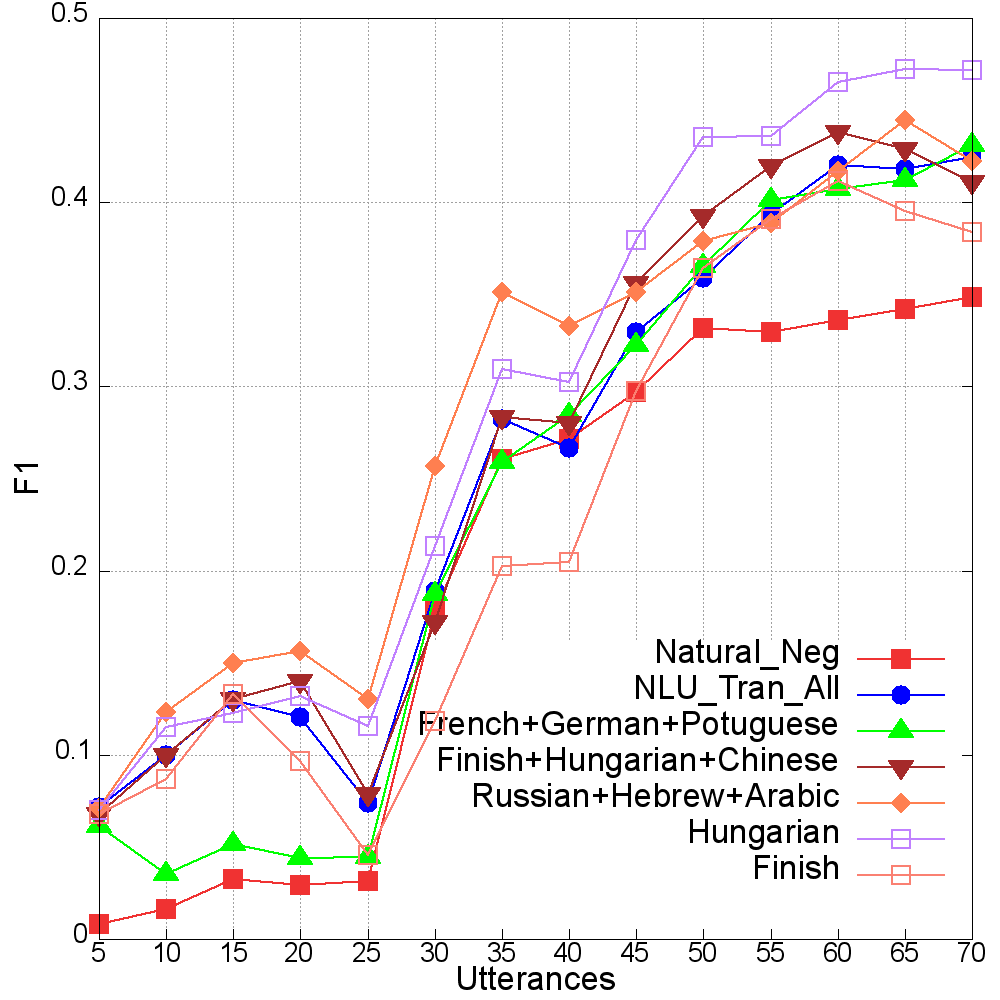 0.5
0.4
0.3
0.2
0.1
0
F1
Natural_Neg
NLU_Tran_All
French+German+Potuguese
Finish+Hungarian+Chinese
Russian+Hebrew+Arabic
Hungarian
Finish
5 10 15 20 25 30 35 40 45 50 55 60 65 70
Utterances